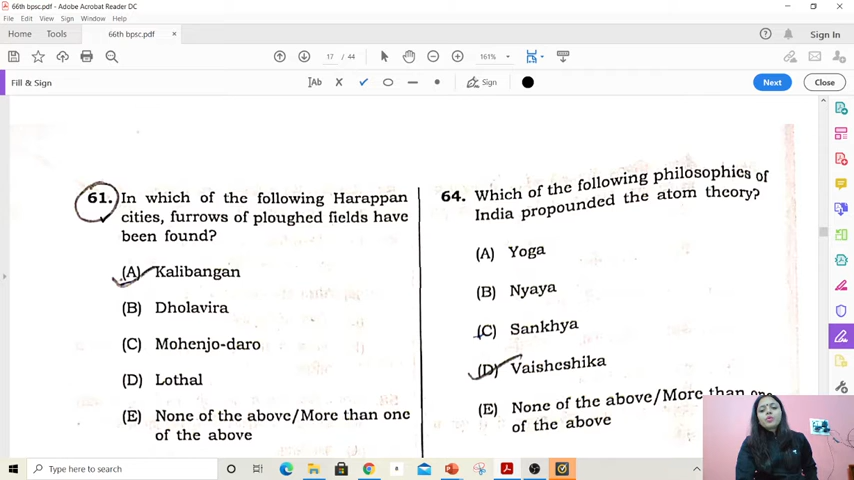 66th bpsc.pdf - Adobe Acrobat Reader DC
File Edit View Sign Window Help
Home Tools 66th bpsc.pdf × Sign In
17 / 44 161%
Fill & Sign Ab Sign Next Close
61. In which of the following Harappan
cities, furrows of ploughed fields have
been found?
(A) Kalibangan
(B) Dholavira
(C) Mohenjo-daro
(D) Lothal
(E) None of the above/More than one
of the above
64. Which of the following philosophies of
India propounded the atom theory?
(A) Yoga
(B) Nyaya
(C) Sankhya
(D) Vaisheshika
(E) None of the above/More than one
of the above
Type here to search